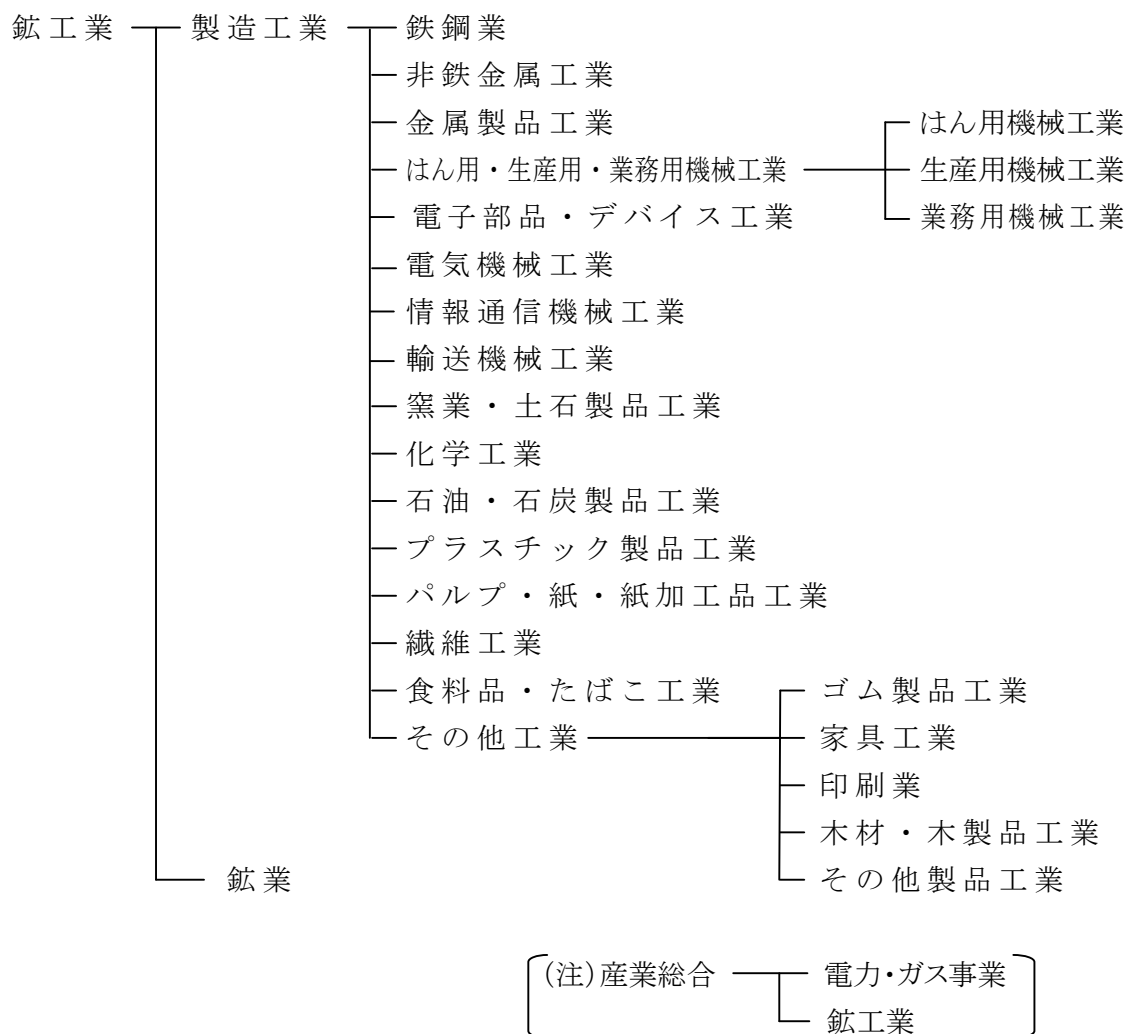 鉱工業 製造工業 鉄鋼業
非鉄金属工業
金属製品工業 はん用機械工業
はん用・生産用・業務用機械工業 生産用機械工業
電子部品・デバイス工業 業務用機械工業
電気機械工業
情報通信機械工業
輸送機械工業
窯業・土石製品工業
化学工業
石油・石炭製品工業
プラスチック製品工業
パルプ・紙・紙加工品工業
繊維工業
食料品・たばこ工業 ゴム製品工業
その他工業 家具工業
印刷業
木材・木製品工業
鉱業 その他製品工業
(注)産業総合 電力・ガス事業
鉱工業